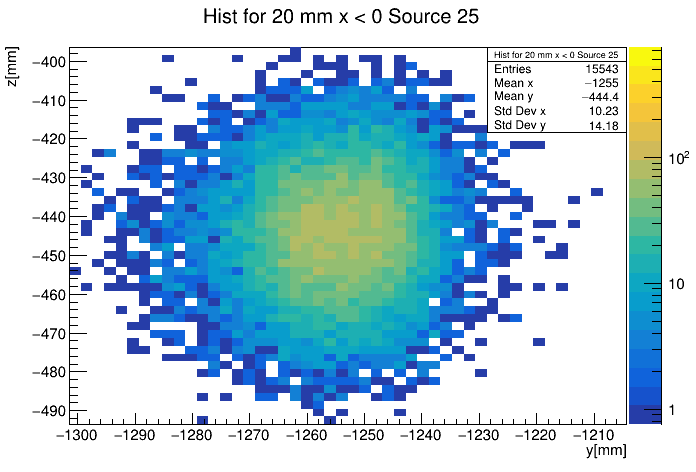 Hist for 20 mm x < 0 Source 25
z[mm]
Hist for 20 mm x < 0 Source 25
Entries 15543
Mean x −1255
Mean y −444.4
Std Dev x 10.23
Std Dev y 14.18
−400
−410
−420
−430
−440
−450
−460
−470
−480
−490
10²
10
1
−1300 −1290 −1280 −1270 −1260 −1250 −1240 −1230 −1220 −1210
y[mm]